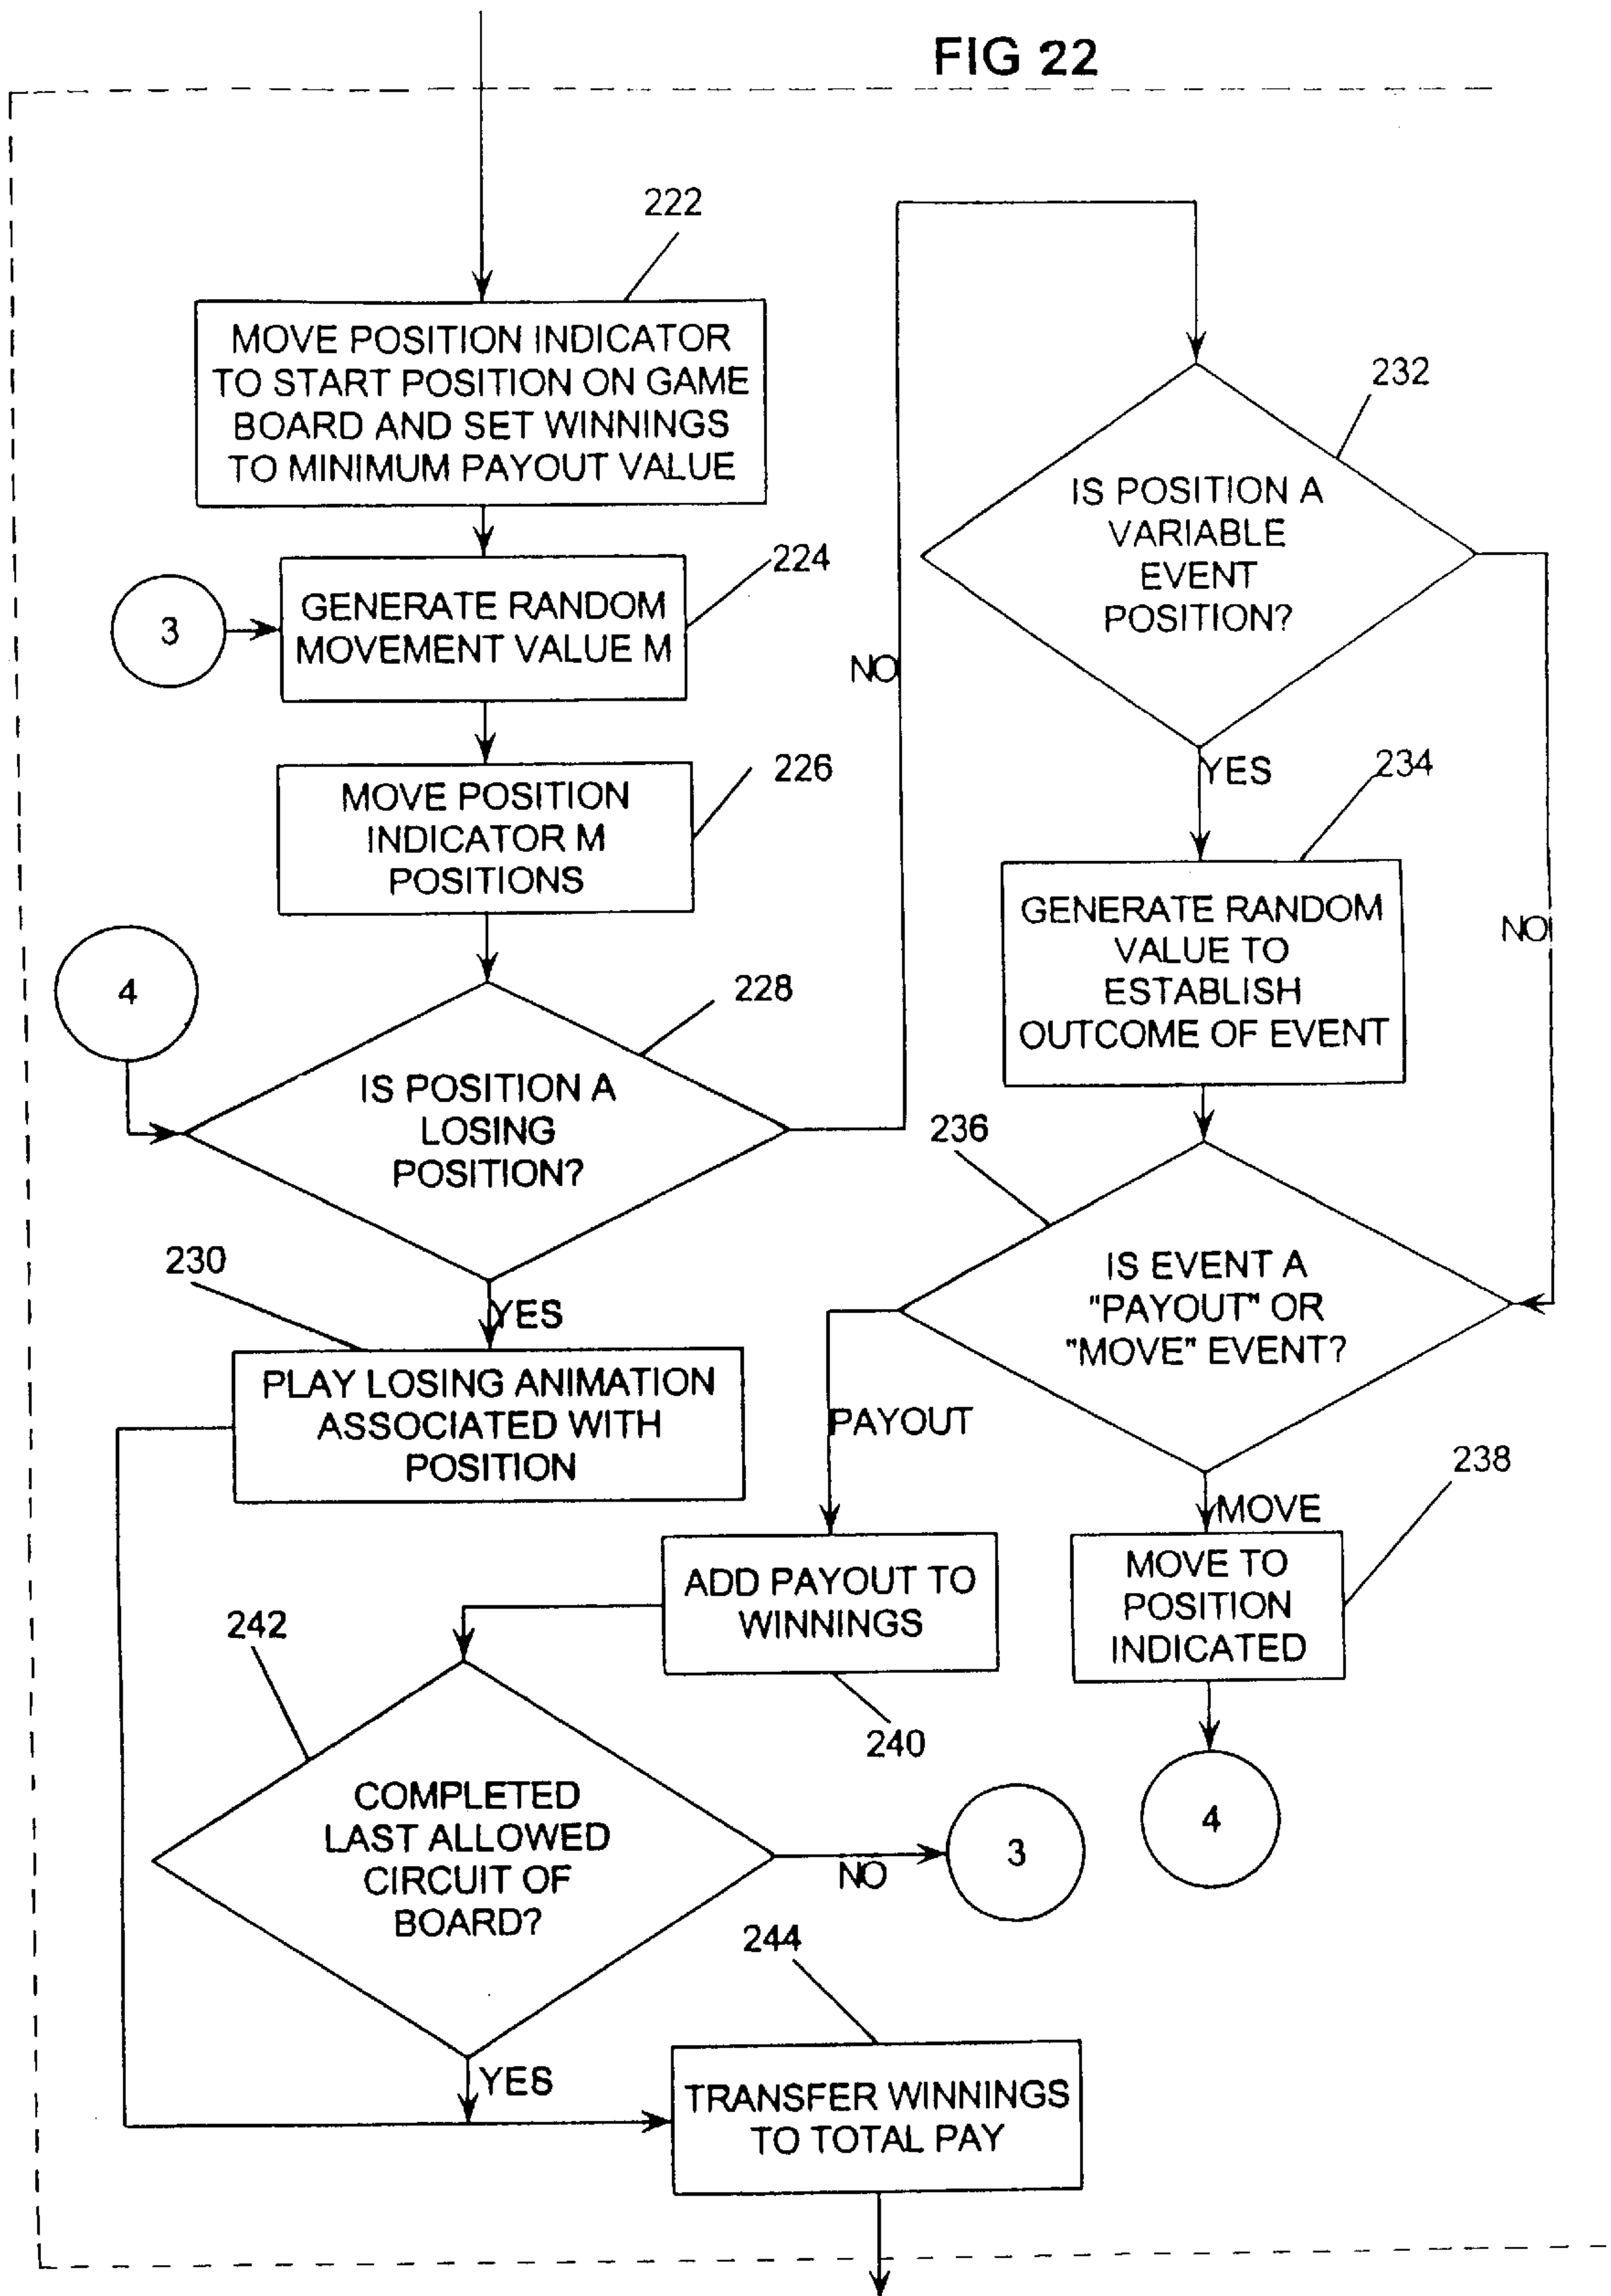 FIG 22
222
MOVE POSITION INDICATOR
TO START POSITION ON GAME
BOARD AND SET WINNINGS
TO MINIMUM PAYOUT VALUE
224
3
GENERATE RANDOM
MOVEMENT VALUE M
226
MOVE POSITION
INDICATOR M
POSITIONS
4
228
IS POSITION A
LOSING
POSITION?
NO
230
YES
PLAY LOSING ANIMATION
ASSOCIATED WITH
POSITION
232
IS POSITION A
VARIABLE
EVENT
POSITION?
YES
234
NO
GENERATE RANDOM
VALUE TO
ESTABLISH
OUTCOME OF EVENT
236
IS EVENT A
"PAYOUT" OR
"MOVE" EVENT?
PAYOUT
238
MOVE
MOVE TO
POSITION
INDICATED
4
ADD PAYOUT TO
WINNINGS
240
242
COMPLETED
LAST ALLOWED
CIRCUIT OF
BOARD?
NO
3
YES
244
TRANSFER WINNINGS
TO TOTAL PAY